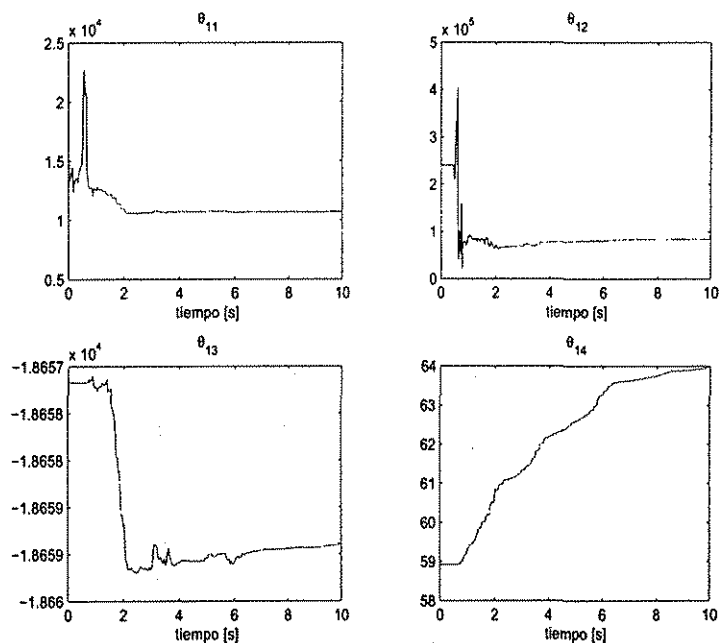 θ11
x 10^4
2.5
2
1.5
1
0.5
0 2 4 6 8 10
tiempo [s]
θ12
x 10^5
5
4
3
2
1
0
0 2 4 6 8 10
tiempo [s]
θ13
x 10^4
−1.8657
−1.8658
−1.8658
−1.8659
−1.8659
−1.866
0 2 4 6 8 10
tiempo [s]
θ14
64
63
62
61
60
59
58
0 2 4 6 8 10
tiempo [s]